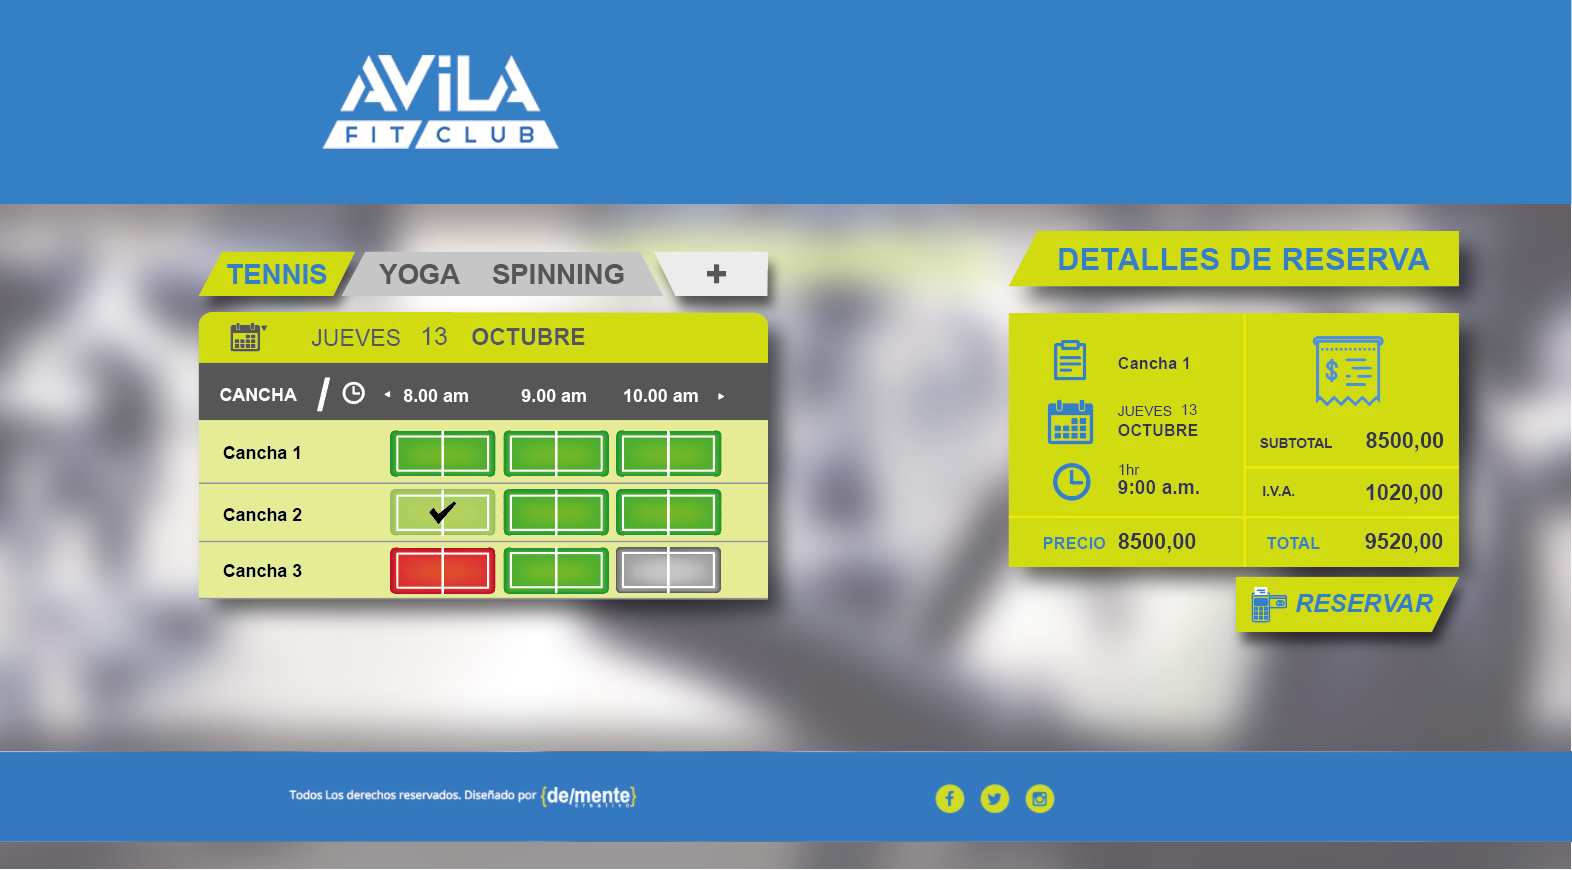 AViLA
FIT CLUB
TENNIS YOGA SPINNING +
JUEVES 13 OCTUBRE
CANCHA / 8.00 am 9.00 am 10.00 am
Cancha 1
Cancha 2
Cancha 3
DETALLES DE RESERVA
Cancha 1
JUEVES 13
OCTUBRE
1hr
9:00 a.m.
PRECIO 8500,00
$
SUBTOTAL 8500,00
I.V.A. 1020,00
TOTAL 9520,00
RESERVAR
Todos Los derechos reservados. Diseñado por {de/mente}
creativo